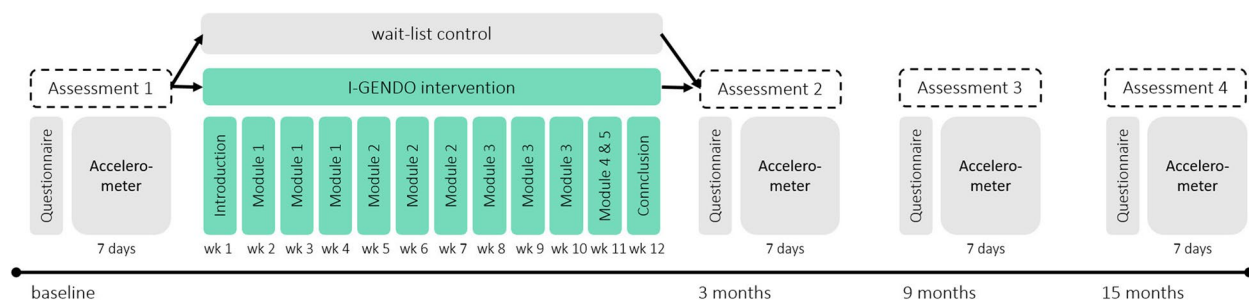 wait-list control
Assessment 1
I-GENDO intervention
Assessment 2
Assessment 3
Assessment 4
Questionnaire
Accelero-
meter
Introduction
Module 1
Module 1
Module 1
Module 2
Module 2
Module 2
Module 3
Module 3
Module 3
Module 4 & 5
Connclusion
Questionnaire
Accelero-
meter
Questionnaire
Accelero-
meter
Questionnaire
Accelero-
meter
7 days
wk 1
wk 2
wk 3
wk 4
wk 5
wk 6
wk 7
wk 8
wk 9
wk 10
wk 11
wk 12
7 days
7 days
7 days
baseline
3 months
9 months
15 months